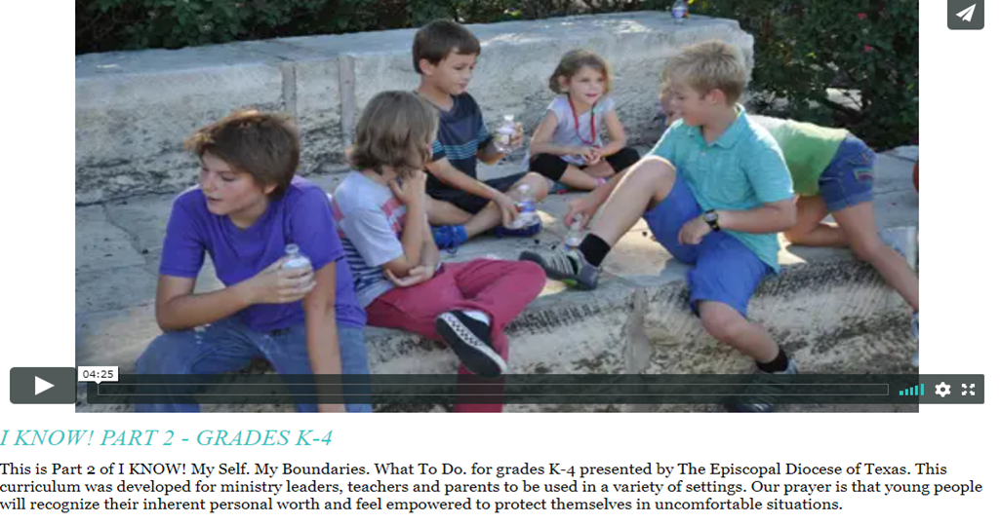 04:25
I KNOW! PART 2 - GRADES K-4
This is Part 2 of I KNOW! My Self. My Boundaries. What To Do. for grades K-4 presented by The Episcopal Diocese of Texas. This
curriculum was developed for ministry leaders, teachers and parents to be used in a variety of settings. Our prayer is that young people
will recognize their inherent personal worth and feel empowered to protect themselves in uncomfortable situations.